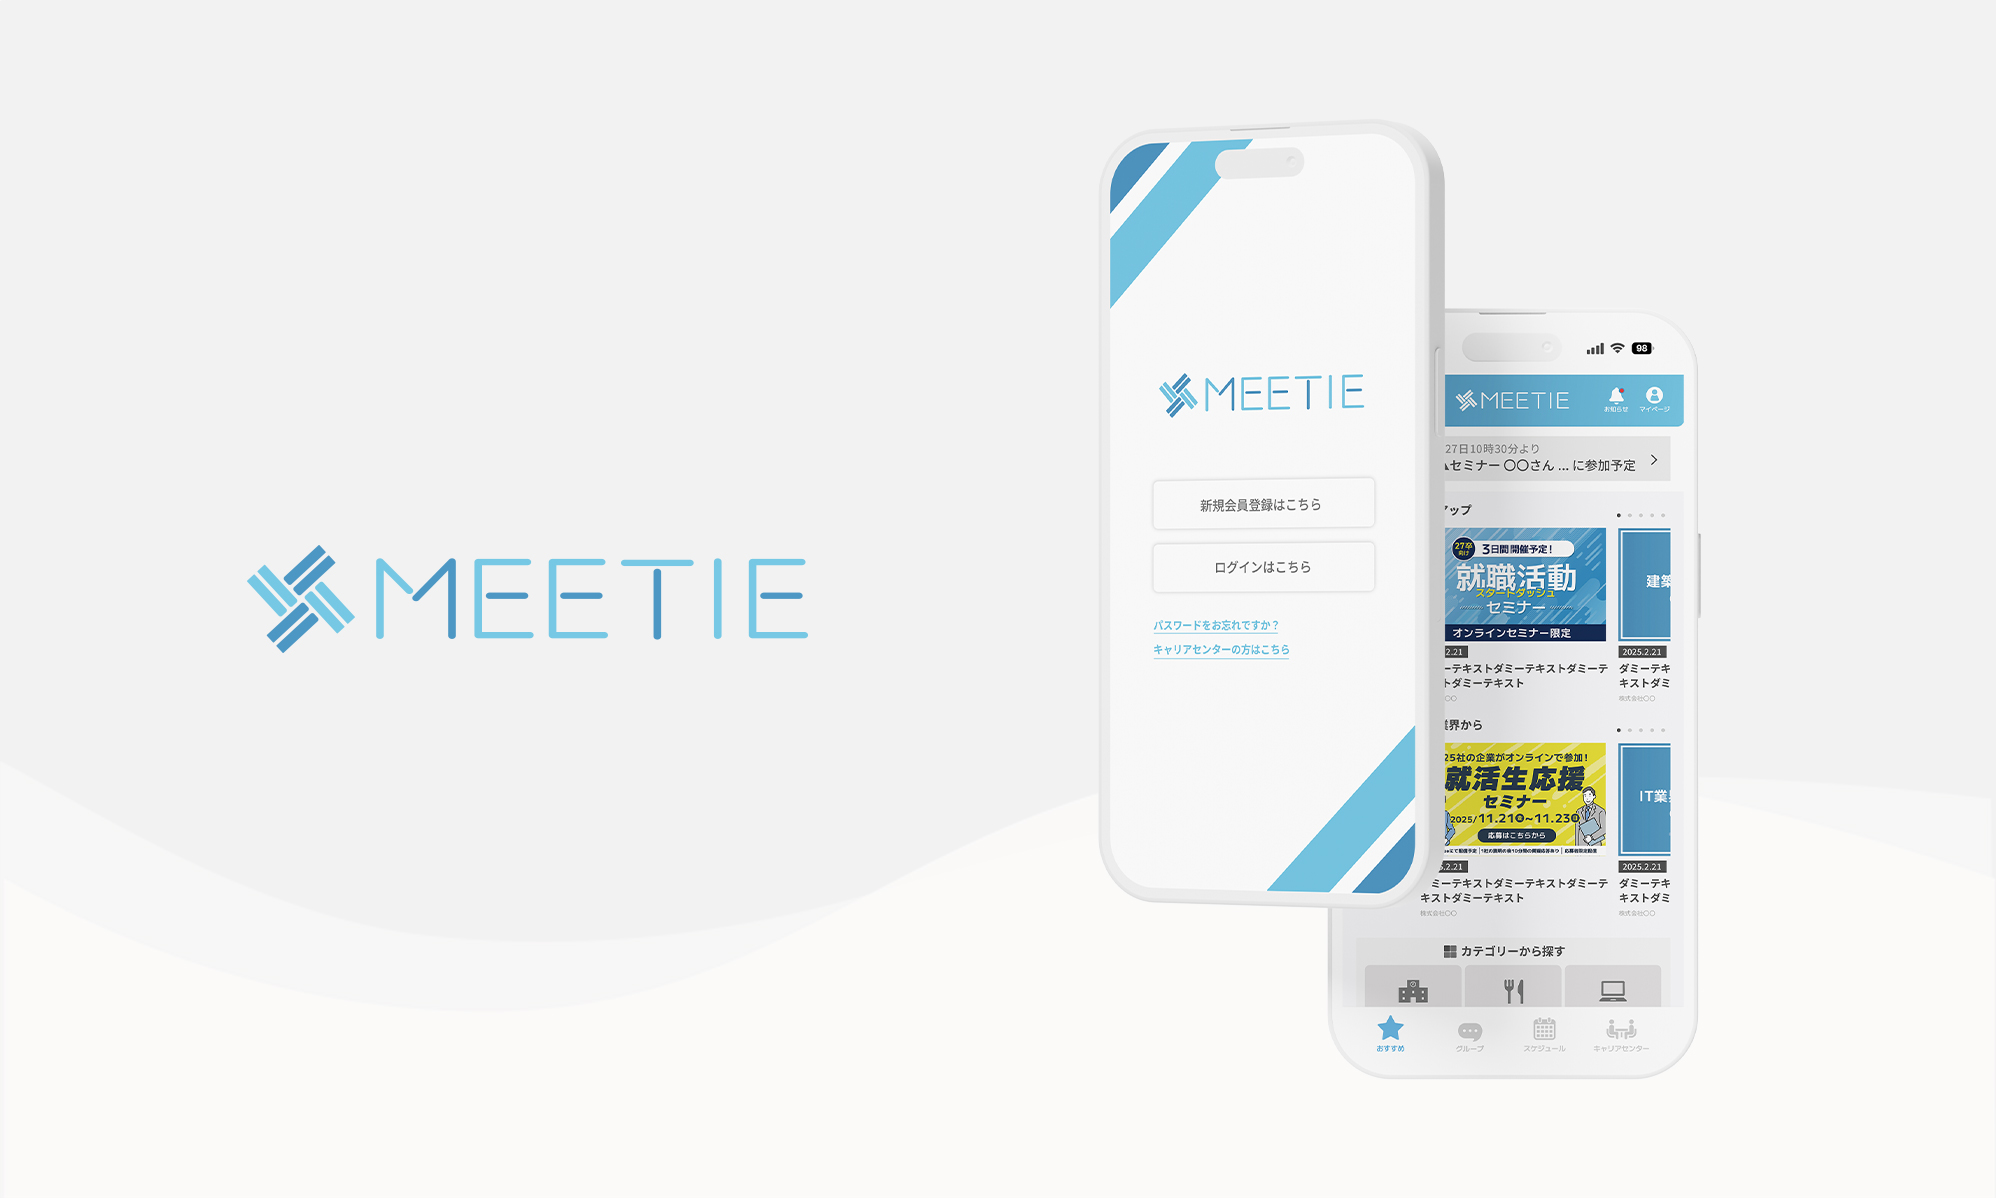 MEETIE
MEETIE
新規会員登録はこちら
ログインはこちら
パスワードをお忘れですか？
キャリアセンターの方はこちら
98
MEETIE
お知らせ
マイページ
27日10時30分より
セミナー 〇〇さん ... に参加予定
アップ
27卒
向け
3日間開催予定！
就職活動
スタートダッシュ
セミナー
オンラインセミナー限定
建築
2.21
2025.2.21
ーテキストダミーテキストダミーテ
トダミーテキスト
〇〇
ダミーテキ
ストダミ
株式会社〇〇
業界から
25社の企業がオンラインで参加！
就活生応援
セミナー
2025/11.21金~11.23日
応募はこちらから
IT業
5.2.21
2025.2.21
ミーテキストダミーテキストダミーテ
キストダミーテキスト
株式会社〇〇
ダミーテキ
キストダミ
株式会社〇〇
カテゴリーから探す
おすすめ
グループ
スケジュール
キャリアセンター